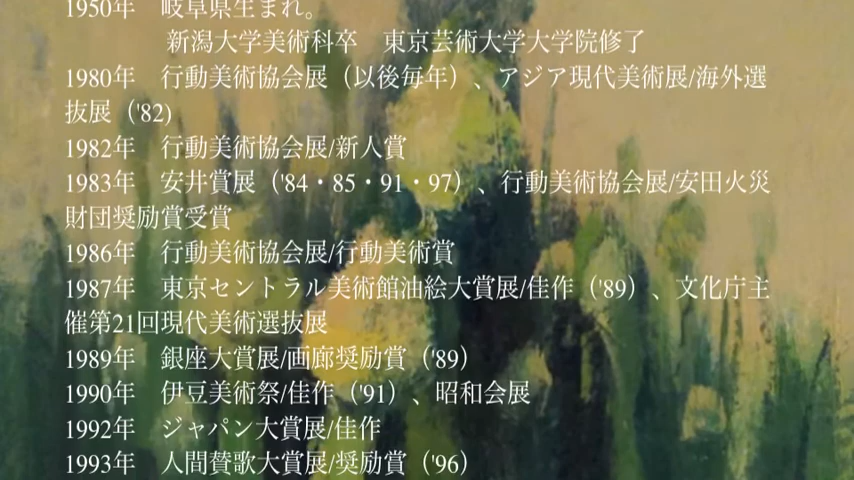 1950年　岐阜県生まれ。
新潟大学美術科卒　東京芸術大学大学院修了
1980年　行動美術協会展（以後毎年）、アジア現代美術展/海外選
抜展（'82)
1982年　行動美術協会展/新人賞
1983年　安井賞展（'84・85・91・97）、行動美術協会展/安田火災
財団奨励賞受賞
1986年　行動美術協会展/行動美術賞
1987年　東京セントラル美術館油絵大賞展/佳作（'89）、文化庁主
催第21回現代美術選抜展
1989年　銀座大賞展/画廊奨励賞（'89）
1990年　伊豆美術祭/佳作（'91）、昭和会展
1992年　ジャパン大賞展/佳作
1993年　人間賛歌大賞展/奨励賞（'96）